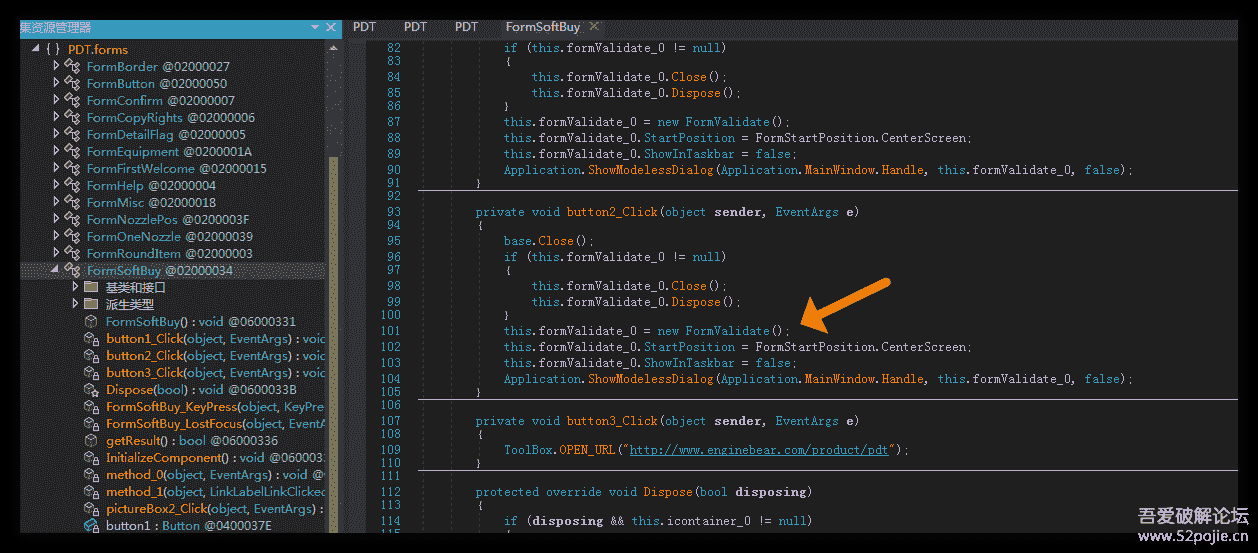 集资源管理器
PDT PDT PDT FormSoftBuy
{ } PDT.forms
FormBorder @02000027
FormButton @02000050
FormConfirm @02000007
FormCopyRights @02000006
FormDetailFlag @02000005
FormEquipment @0200001A
FormFirstWelcome @02000015
FormHelp @02000004
FormMisc @02000018
FormNozzlePos @0200003F
FormOneNozzle @02000039
FormRoundItem @02000003
FormSoftBuy @02000034
基类和接口
派生类型
FormSoftBuy() : void @06000331
button1_Click(object, EventArgs) : void
button2_Click(object, EventArgs) : void
button3_Click(object, EventArgs) : void
Dispose(bool) : void @0600033B
FormSoftBuy_KeyPress(object, KeyPre
FormSoftBuy_LostFocus(object, EventA
getResult() : bool @06000336
InitializeComponent() : void @060003
method_0(object, EventArgs) : void @
method_1(object, LinkLabelLinkClicked
pictureBox2_Click(object, EventArgs) :
button1 : Button @0400037E
82 if (this.formValidate_0 != null)
83 {
84 this.formValidate_0.Close();
85 this.formValidate_0.Dispose();
86 }
87 this.formValidate_0 = new FormValidate();
88 this.formValidate_0.StartPosition = FormStartPosition.CenterScreen;
89 this.formValidate_0.ShowInTaskbar = false;
90 Application.ShowModelessDialog(Application.MainWindow.Handle, this.formValidate_0, false);
91 }
92
93 private void button2_Click(object sender, EventArgs e)
94 {
95 base.Close();
96 if (this.formValidate_0 != null)
97 {
98 this.formValidate_0.Close();
99 this.formValidate_0.Dispose();
100 }
101 this.formValidate_0 = new FormValidate();
102 this.formValidate_0.StartPosition = FormStartPosition.CenterScreen;
103 this.formValidate_0.ShowInTaskbar = false;
104 Application.ShowModelessDialog(Application.MainWindow.Handle, this.formValidate_0, false);
105 }
106
107 private void button3_Click(object sender, EventArgs e)
108 {
109 ToolBox.OPEN_URL("http://www.enginebear.com/product/pdt");
110 }
111
112 protected override void Dispose(bool disposing)
113 {
114 if (disposing && this.icontainer_0 != null)
115 {
吾爱破解论坛
www.52pojie.cn